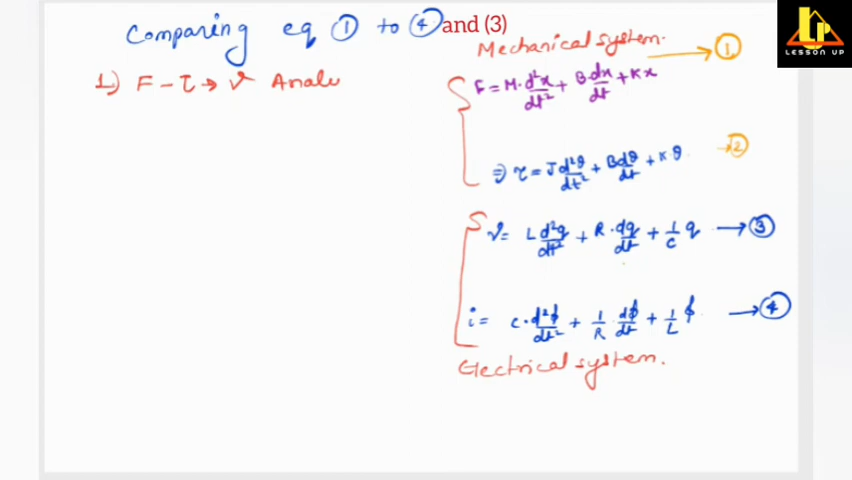 Comparing eq ① to ④ and (3)
LESSON UP
Mechanical system. → ①
1.) F - τ → v Analo
F = M. d²x/dt² + B dx/dt + Kx
⇒ τ = J d²θ/dt² + B dθ/dt + K θ → ②
v = L d²q/dt² + R . dq/dt + 1/C q → ③
i = C . d²ϕ/dt² + 1/R . dϕ/dt + 1/L ϕ → ④
Electrical system.